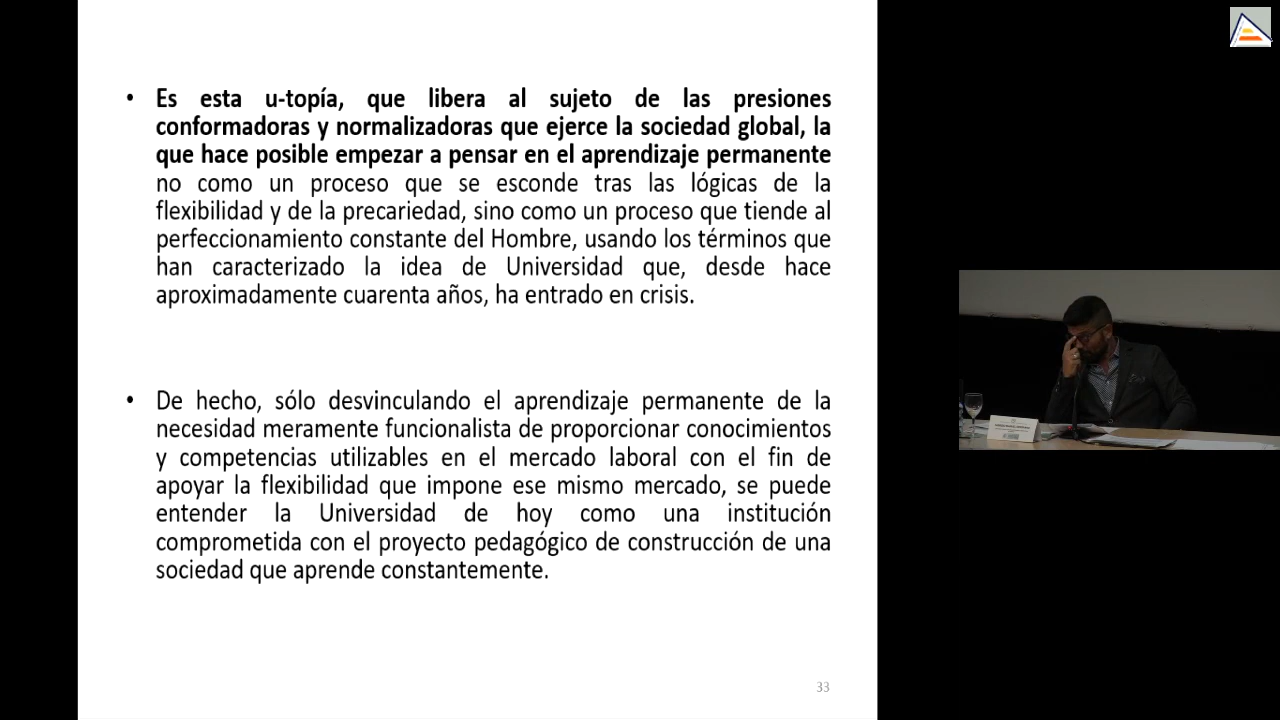 • Es esta u-topía, que libera al sujeto de las presiones
conformadoras y normalizadoras que ejerce la sociedad global, la
que hace posible empezar a pensar en el aprendizaje permanente
no como un proceso que se esconde tras las lógicas de la
flexibilidad y de la precariedad, sino como un proceso que tiende al
perfeccionamiento constante del Hombre, usando los términos que
han caracterizado la idea de Universidad que, desde hace
aproximadamente cuarenta años, ha entrado en crisis.
• De hecho, sólo desvinculando el aprendizaje permanente de la
necesidad meramente funcionalista de proporcionar conocimientos
y competencias utilizables en el mercado laboral con el fin de
apoyar la flexibilidad que impone ese mismo mercado, se puede
entender la Universidad de hoy como una institución
comprometida con el proyecto pedagógico de construcción de una
sociedad que aprende constantemente.
33